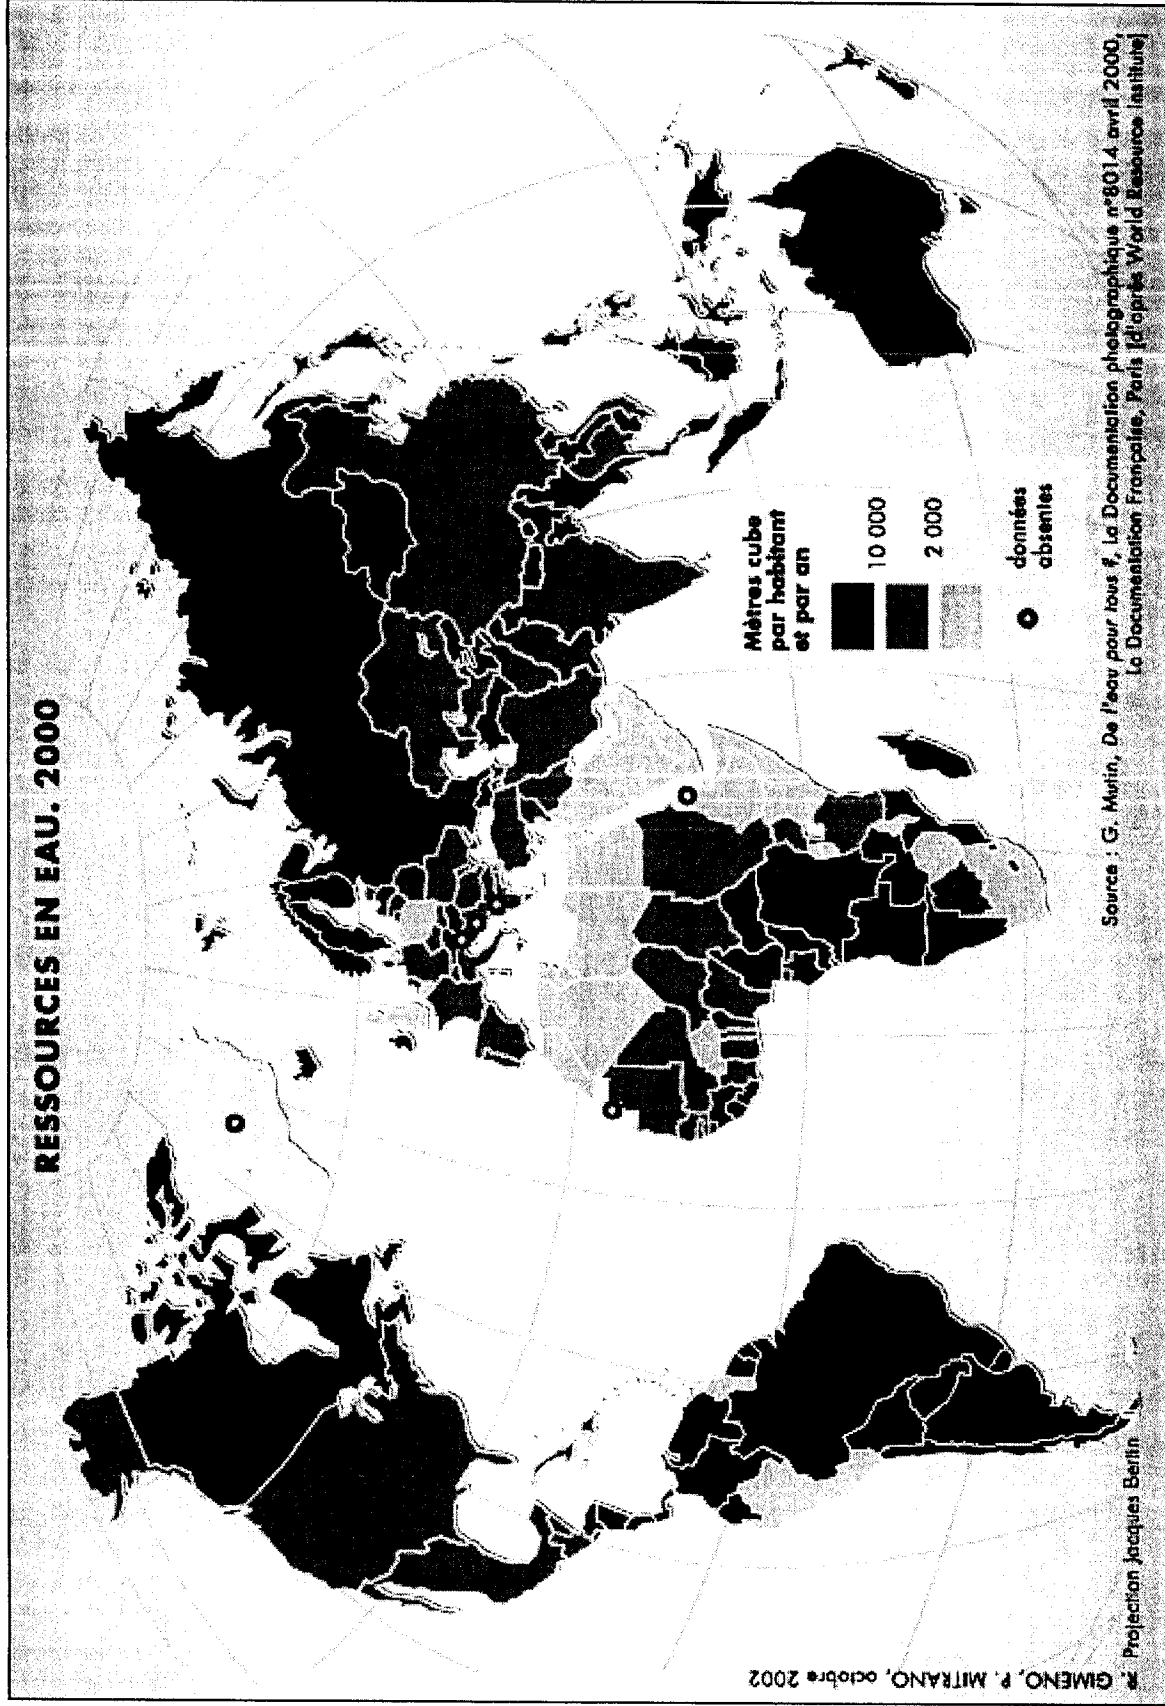 RESSOURCES EN EAU. 2000
Mètres cube
par habitant
et par an
10 000
2 000
données
absentes
Source : G. Mutin, De l'eau pour tous ?, La Documentation photographique n°8014 avril 2000,
La Documentation Française, Paris (d'après World Resource Institute)
Projection Jacques Bertin
R. GIMENO, P. MITRANO, octobre 2002